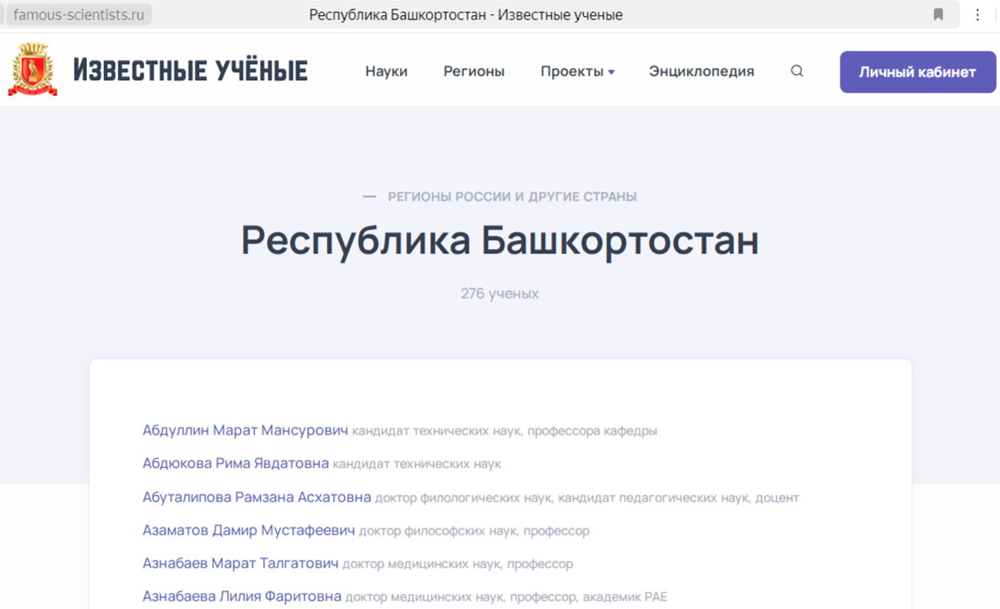 famous-scientists.ru Республика Башкортостан - Известные ученые
Известные учёные Науки Регионы Проекты Энциклопедия Личный кабинет
— РЕГИОНЫ РОССИИ И ДРУГИЕ СТРАНЫ
Республика Башкортостан
276 ученых
Абдуллин Марат Мансурович кандидат технических наук, профессора кафедры
Абдюкова Рима Явдатовна кандидат технических наук
Абуталипова Рамзана Асхатовна доктор филологических наук, кандидат педагогических наук, доцент
Азаматов Дамир Мустафеевич доктор философских наук, профессор
Азнабаев Марат Талгатович доктор медицинских наук, профессор
Азнабаева Лилия Фаритовна доктор медицинских наук, профессор, академик РАЕ